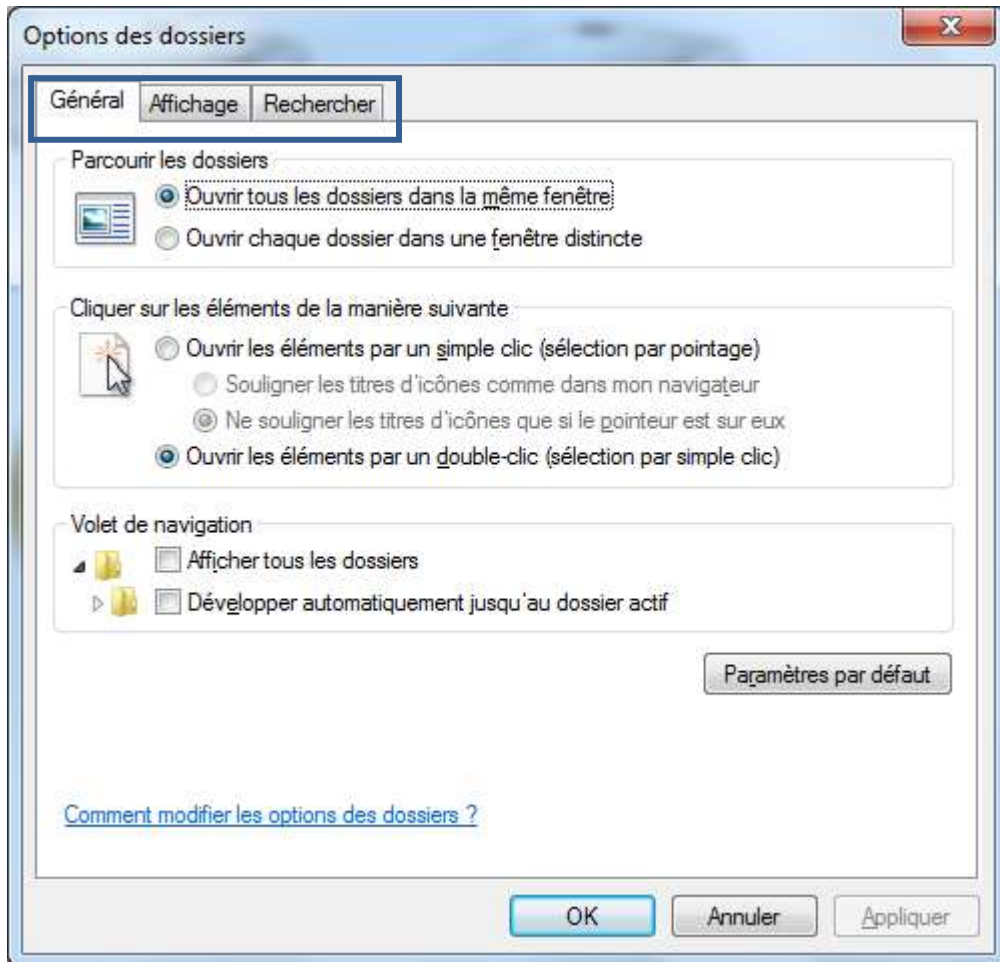 Options des dossiers
Général Affichage Rechercher
Parcourir les dossiers
Ouvrir tous les dossiers dans la même fenêtre
Ouvrir chaque dossier dans une fenêtre distincte
Cliquer sur les éléments de la manière suivante
Ouvrir les éléments par un simple clic (sélection par pointage)
Souligner les titres d'icônes comme dans mon navigateur
Ne souligner les titres d'icônes que si le pointeur est sur eux
Ouvrir les éléments par un double-clic (sélection par simple clic)
Volet de navigation
Afficher tous les dossiers
Développer automatiquement jusqu'au dossier actif
Paramètres par défaut
Comment modifier les options des dossiers ?
OK Annuler Appliquer